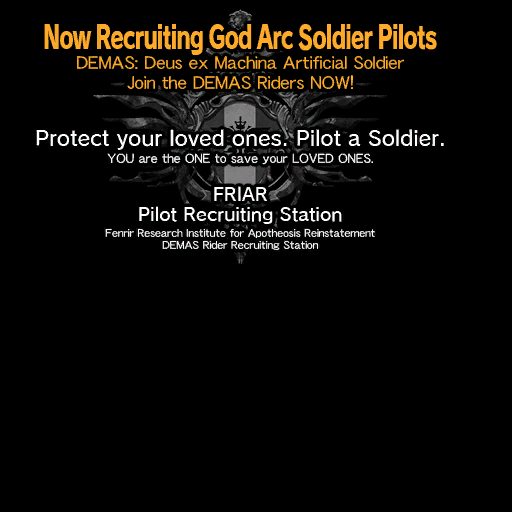 Now Recruiting God Arc Soldier Pilots
DEMAS: Deus ex Machina Artificial Soldier
Join the DEMAS Riders NOW!
Protect your loved ones. Pilot a Soldier.
YOU are the ONE to save your LOVED ONES.
FRIAR
Pilot Recruiting Station
Fenrir Research Institute for Apotheosis Reinstatement
DEMAS Rider Recruiting Station